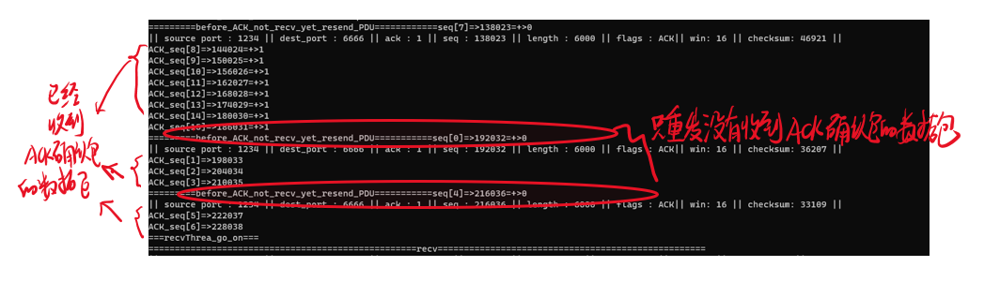 =========before_ACK_not_recv_yet_resend_PDU============seq[7]=>138023=+>0
|| source port : 1234 || dest_port : 6666 || ack : 1 || seq : 138023 || length : 6000 || flags : ACK|| win: 16 || checksum: 46921 ||
ACK_seq[8]=>144024=+>1
ACK_seq[9]=>150025=+>1
ACK_seq[10]=>156026=+>1
ACK_seq[11]=>162027=+>1
ACK_seq[12]=>168028=+>1
ACK_seq[13]=>174029=+>1
ACK_seq[14]=>180030=+>1
ACK_seq[15]=>186031=+>1
=========before_ACK_not_recv_yet_resend_PDU===========seq[0]=>192032=+>0
|| source port : 1234 || dest_port : 6666 || ack : 1 || seq : 192032 || length : 6000 || flags : ACK|| win: 16 || checksum: 36207 ||
ACK_seq[1]=>198033
ACK_seq[2]=>204034
ACK_seq[3]=>210035
=========before_ACK_not_recv_yet_resend_PDU===========seq[4]=>216036=+>0
|| source port : 1234 || dest_port : 6666 || ack : 1 || seq : 216036 || length : 6000 || flags : ACK|| win: 16 || checksum: 33109 ||
ACK_seq[5]=>222037
ACK_seq[6]=>228038
===recvThrea_go_on===
================================================recv================================================
已经
收到
ACK确认包
的数据包
只重发没有收到ACK确认包的数据包